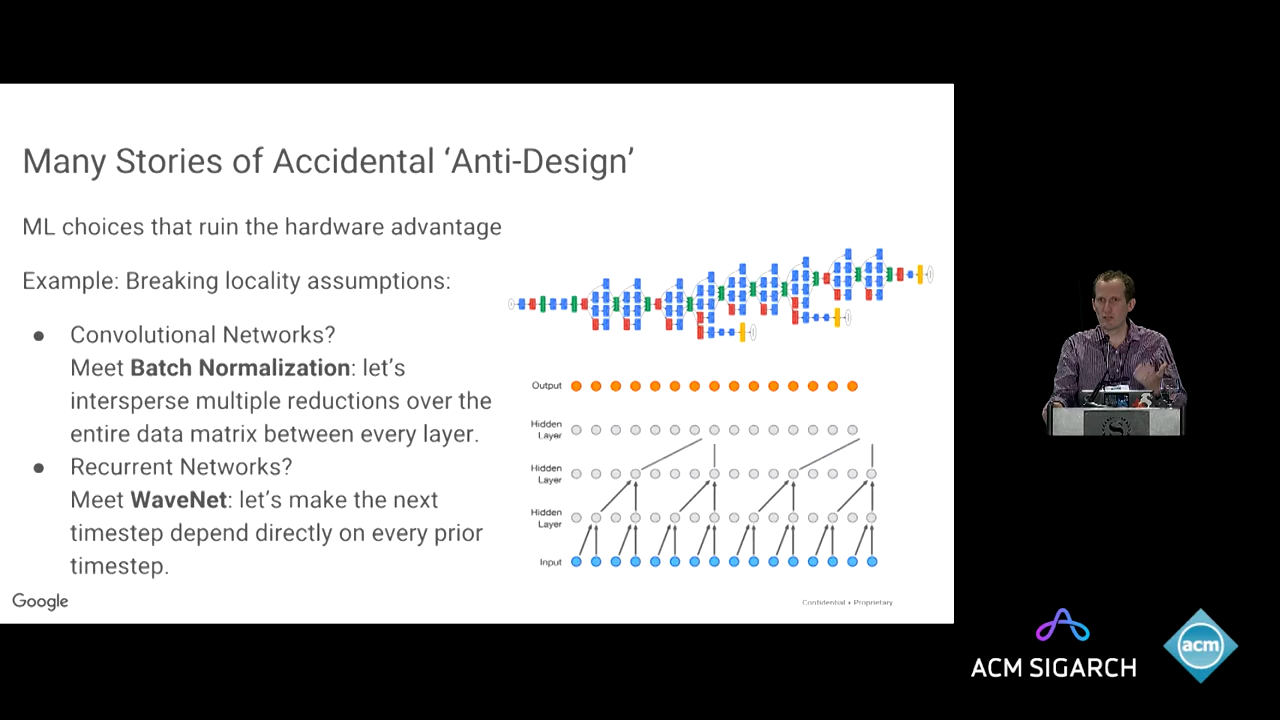 Many Stories of Accidental ‘Anti-Design’
ML choices that ruin the hardware advantage
Example: Breaking locality assumptions:
● Convolutional Networks?
Meet Batch Normalization: let’s
intersperse multiple reductions over the
entire data matrix between every layer.
● Recurrent Networks?
Meet WaveNet: let’s make the next
timestep depend directly on every prior
timestep.
Output
Hidden
Layer
Hidden
Layer
Hidden
Layer
Input
Google
Confidential + Proprietary
ACM SIGARCH
acm